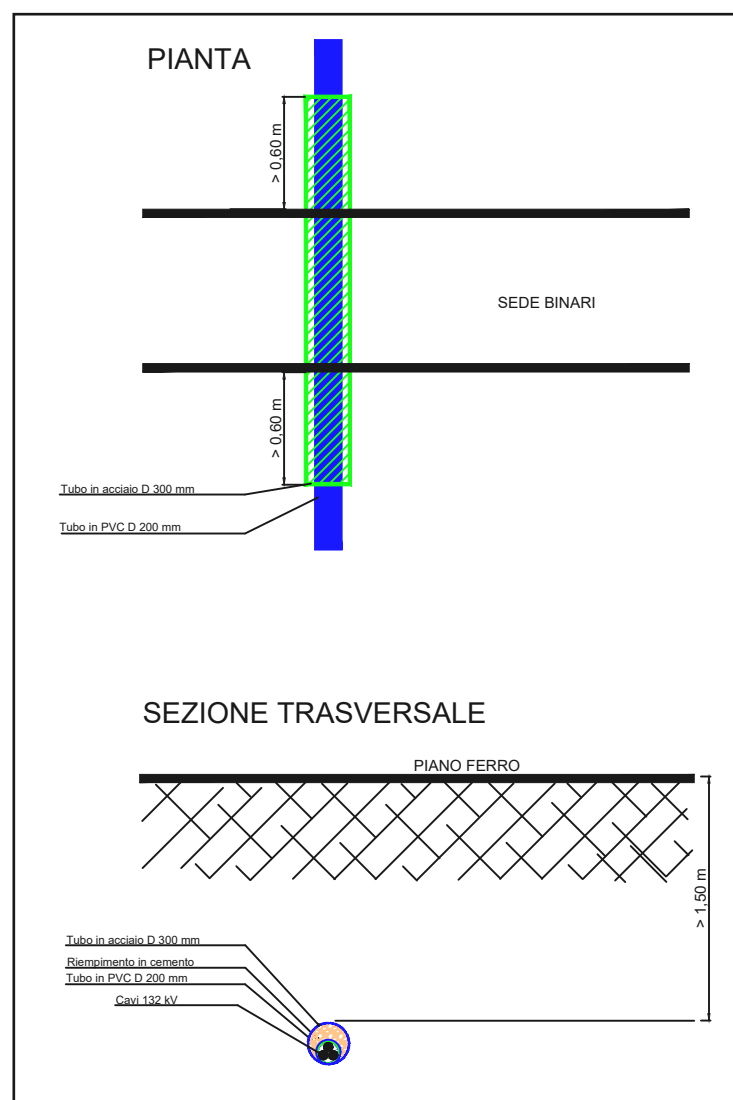 PIANTA
> 0,60 m
SEDE BINARI
> 0,60 m
Tubo in acciaio D 300 mm
Tubo in PVC D 200 mm
SEZIONE TRASVERSALE
PIANO FERRO
> 1,50 m
Tubo in acciaio D 300 mm
Riempimento in cemento
Tubo in PVC D 200 mm
Cavi 132 kV